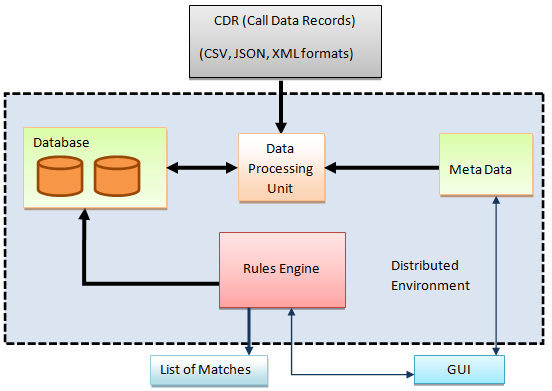 CDR (Call Data Records)
(CSV, JSON, XML formats)
Database
Data
Processing
Unit
Meta Data
Rules Engine
Distributed
Environment
List of Matches
GUI